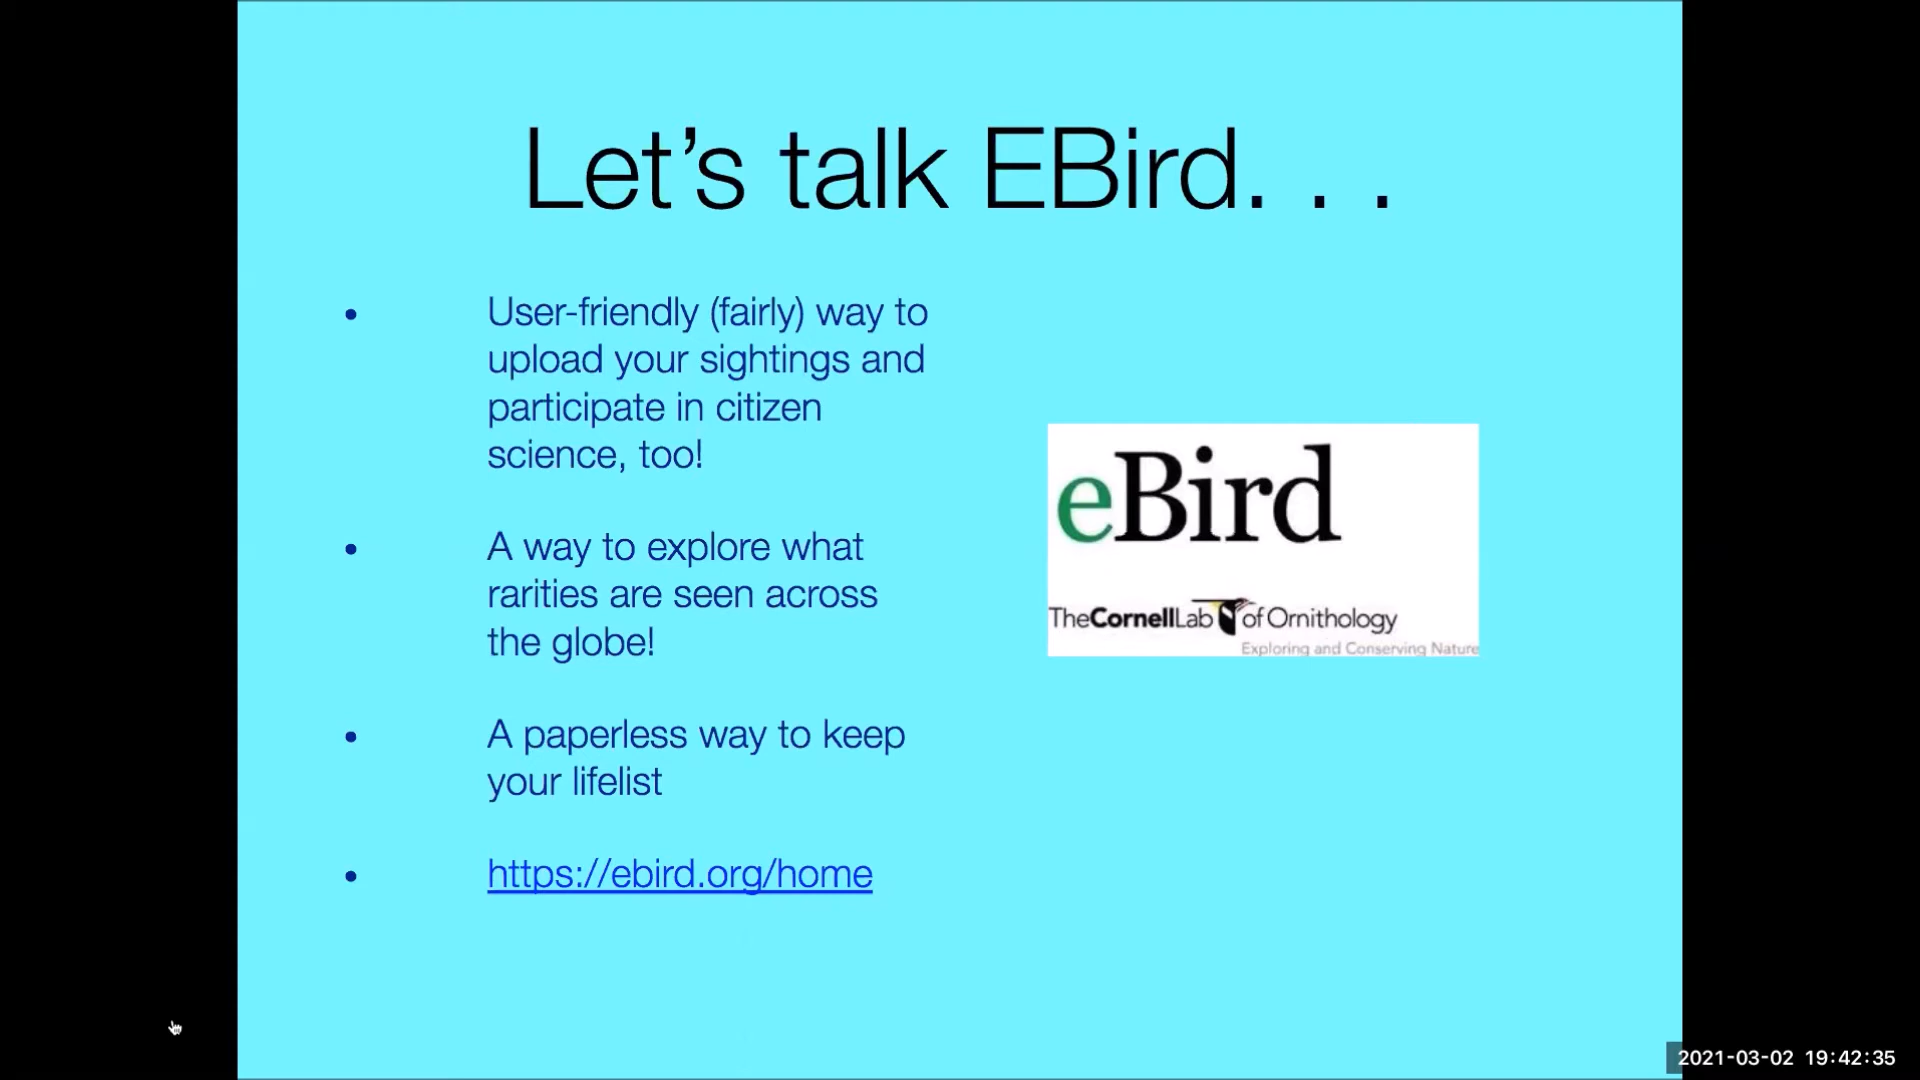 Let's talk EBird. . .
• User-friendly (fairly) way to
upload your sightings and
participate in citizen
science, too!
• A way to explore what
rarities are seen across
the globe!
• A paperless way to keep
your lifelist
• https://ebird.org/home
eBird
TheCornellLab of Ornithology
Exploring and Conserving Nature
2021-03-02 19:42:35